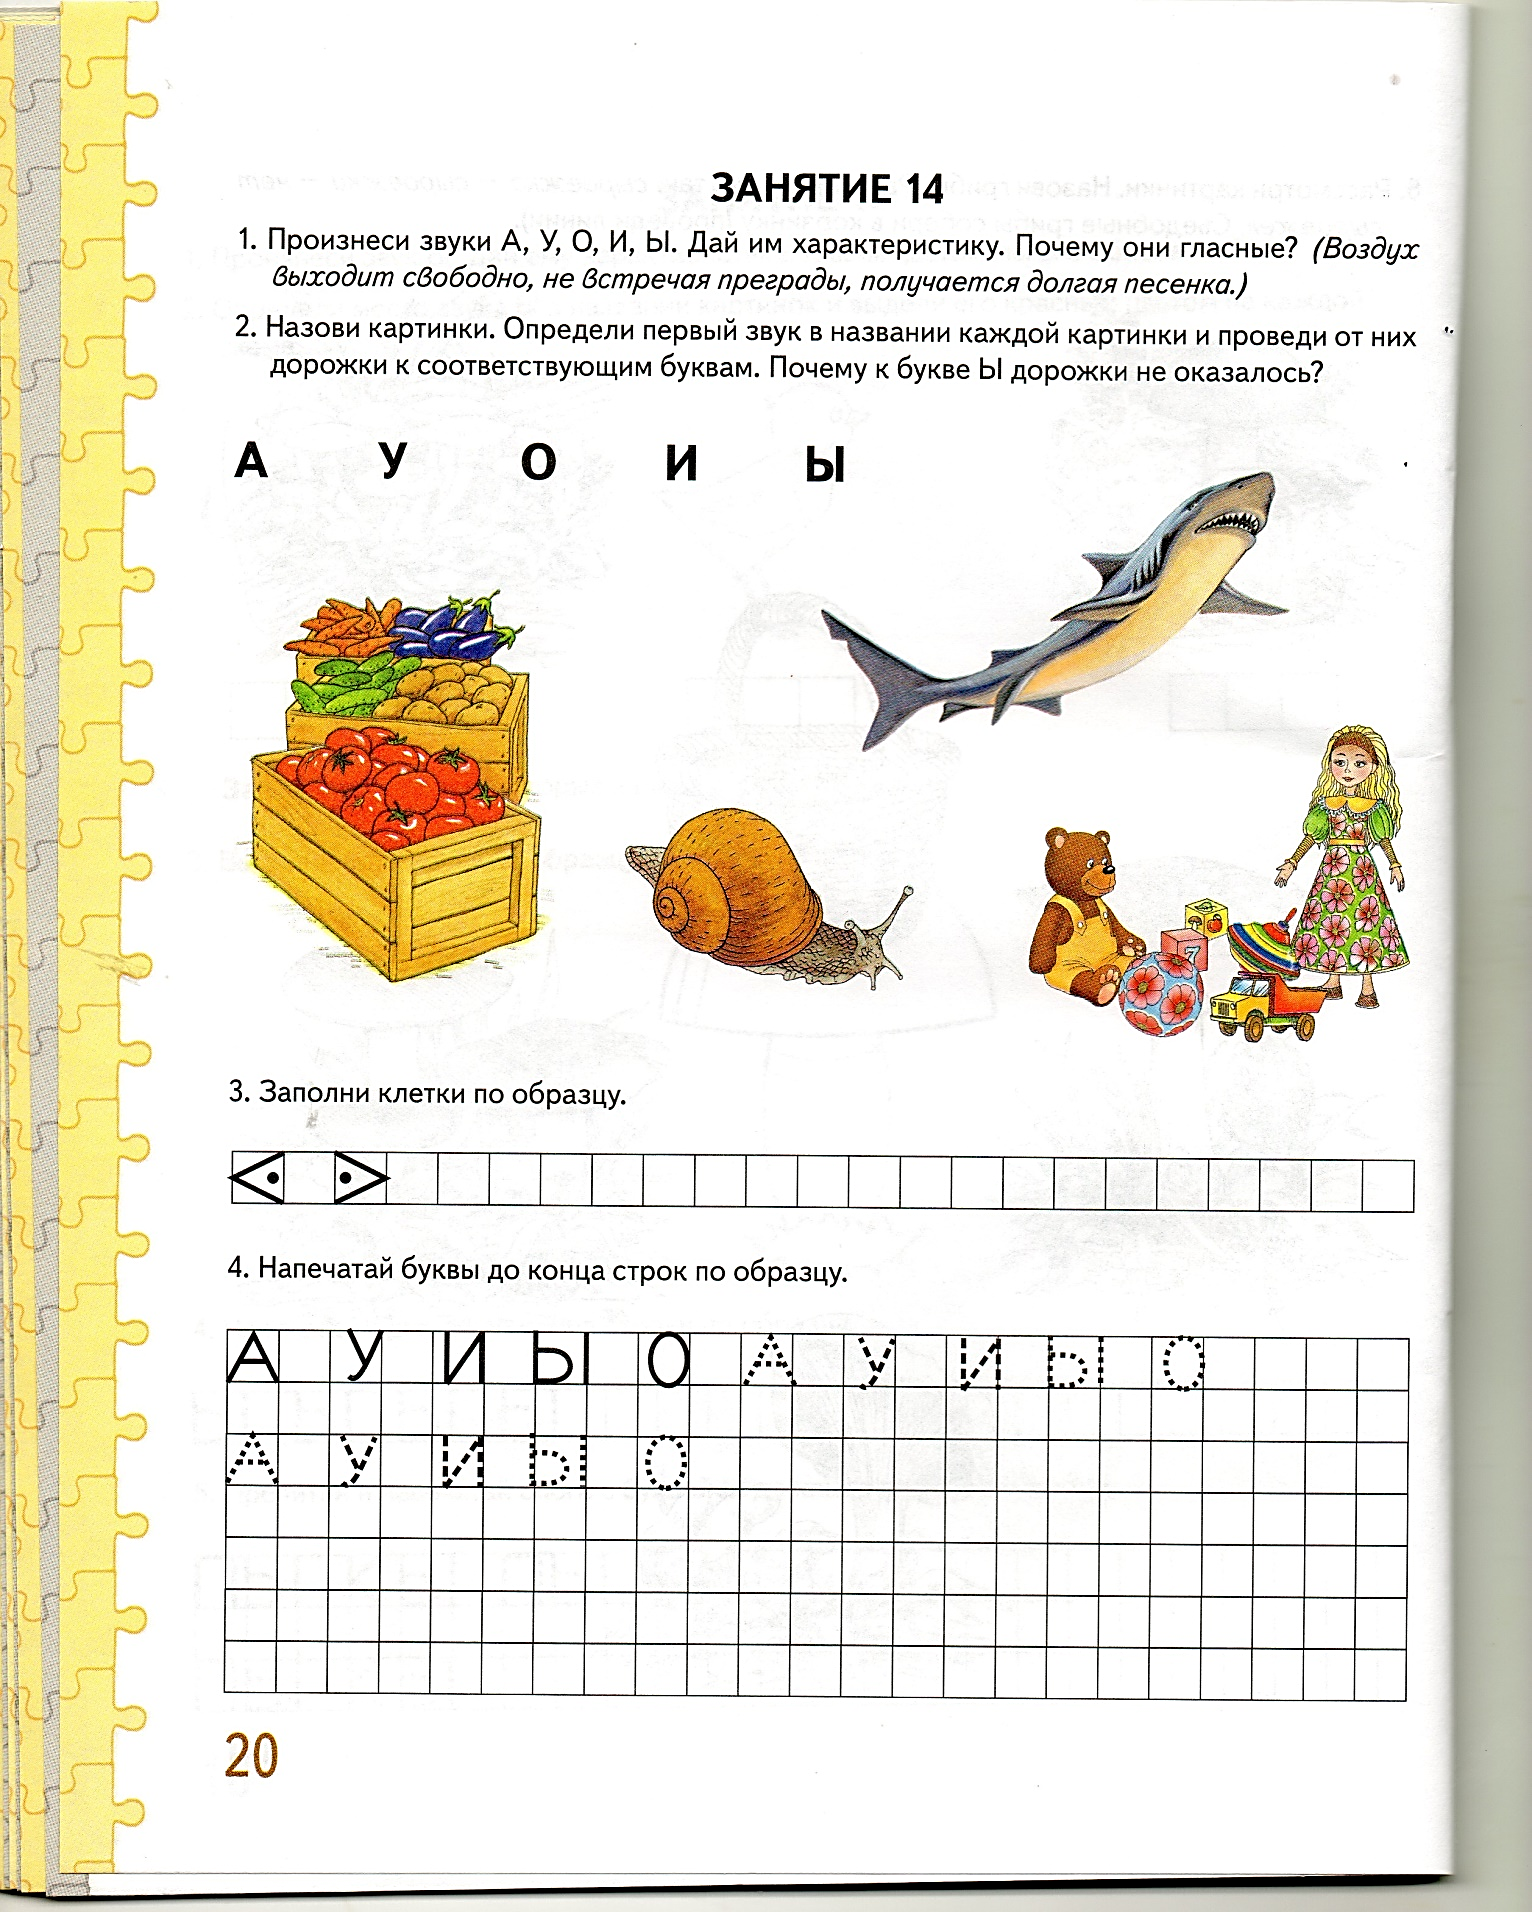 ЗАНЯТИЕ 14
1. Произнеси звуки А, У, О, И, Ы. Дай им характеристику. Почему они гласные? (Воздух
выходит свободно, не встречая преграды, получается долгая песенка.)
2. Назови картинки. Определи первый звук в названии каждой картинки и проведи от них
дорожки к соответствующим буквам. Почему к букве Ы дорожки не оказалось?
А У О И Ы
7
3. Заполни клетки по образцу.
4. Напечатай буквы до конца строк по образцу.
А У И Ы О А У И Ы О
А У И Ы О
20